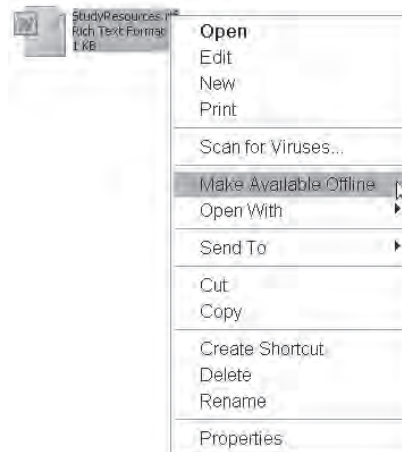 StudyResources.rtf
Rich Text Format
1 KB
Open
Edit
New
Print
Scan for Viruses...
Make Available Offline
Open With
Send To
Cut
Copy
Create Shortcut
Delete
Rename
Properties